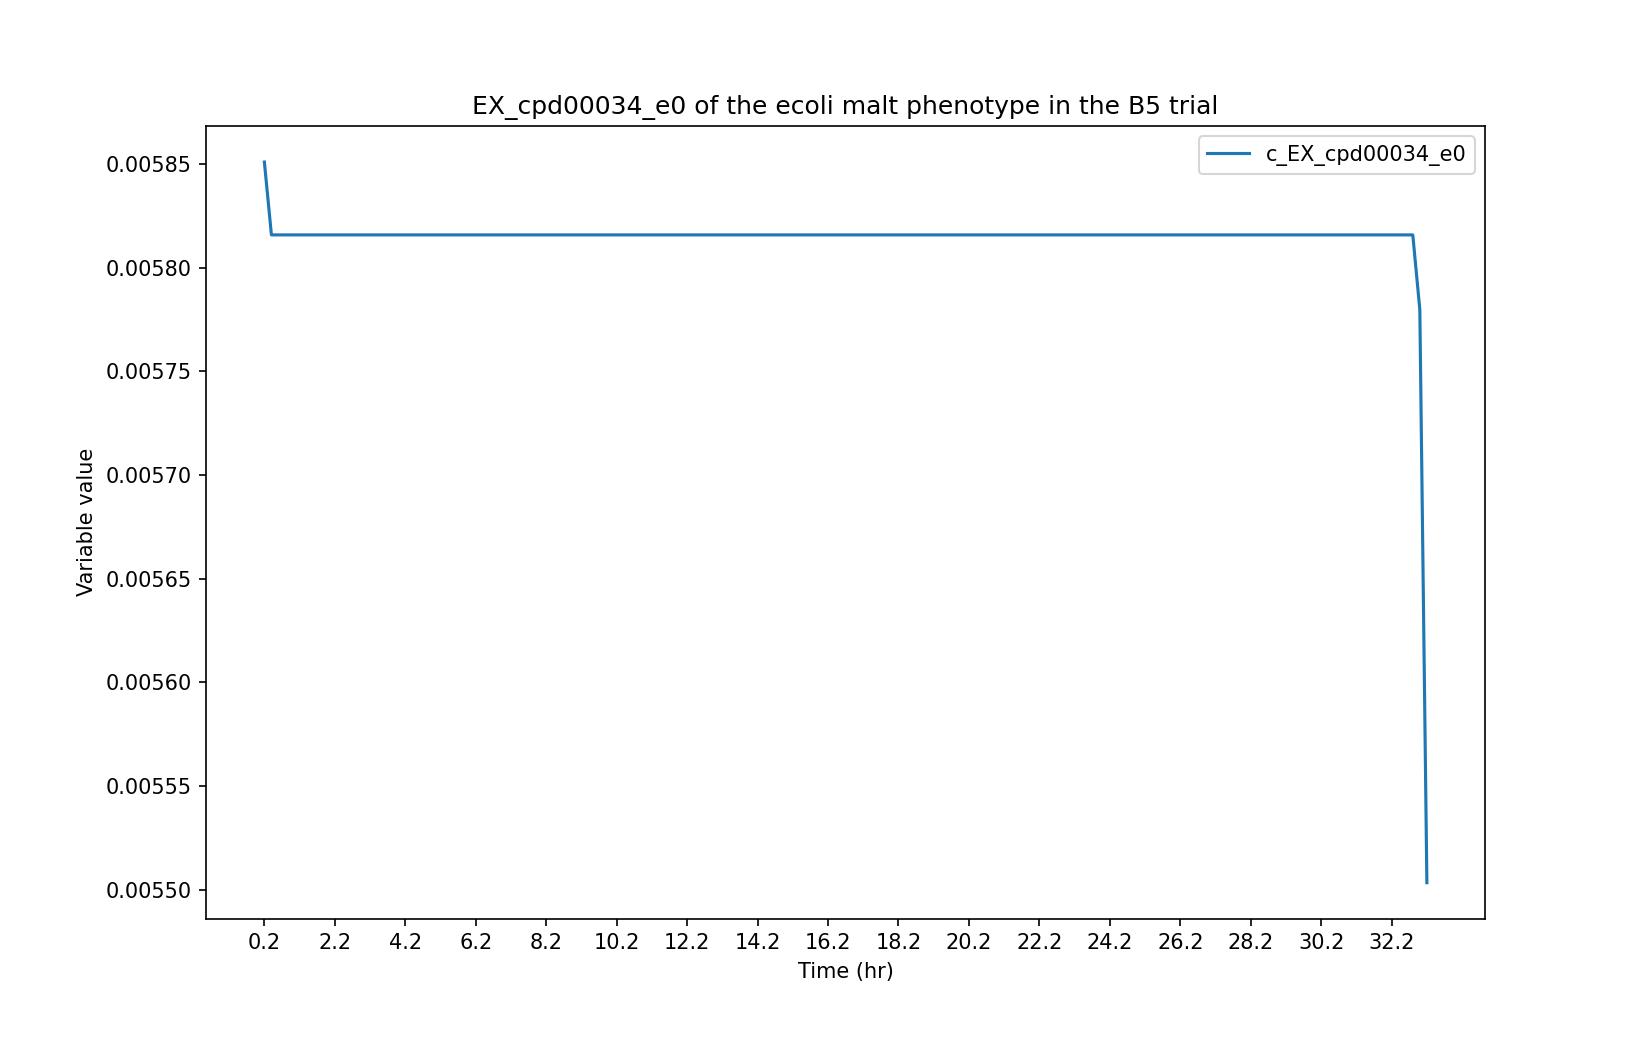 EX_cpd00034_e0 of the ecoli malt phenotype in the B5 trial
c_EX_cpd00034_e0
Variable value
0.00585
0.00580
0.00575
0.00570
0.00565
0.00560
0.00555
0.00550
0.2 2.2 4.2 6.2 8.2 10.2 12.2 14.2 16.2 18.2 20.2 22.2 24.2 26.2 28.2 30.2 32.2
Time (hr)